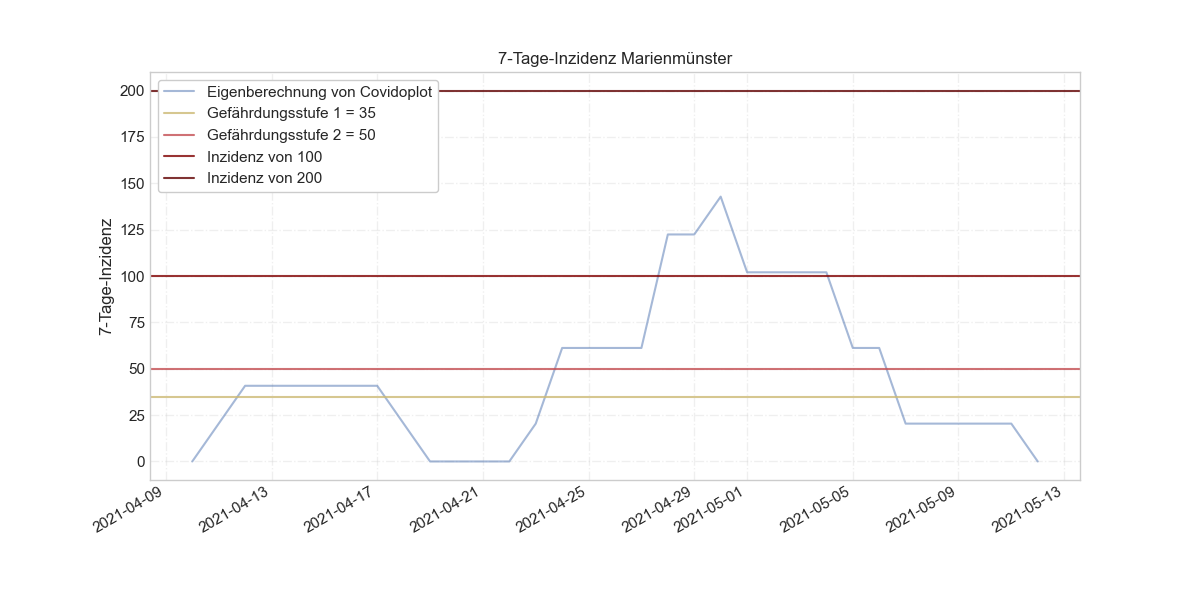 7-Tage-Inzidenz Marienmünster
Eigenberechnung von Covidoplot
Gefährdungsstufe 1 = 35
Gefährdungsstufe 2 = 50
Inzidenz von 100
Inzidenz von 200
7-Tage-Inzidenz
200
175
150
125
100
75
50
25
0
2021-04-09
2021-04-13
2021-04-17
2021-04-21
2021-04-25
2021-04-29
2021-05-01
2021-05-05
2021-05-09
2021-05-13